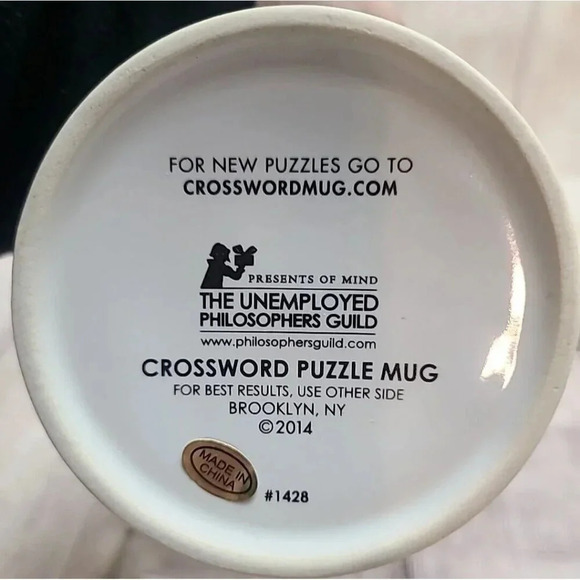 FOR NEW PUZZLES GO TO
CROSSWORDMUG.COM
PRESENTS OF MIND
THE UNEMPLOYED
PHILOSOPHERS GUILD
www.philosophersguild.com
CROSSWORD PUZZLE MUG
FOR BEST RESULTS, USE OTHER SIDE
BROOKLYN, NY
©2014
MADE IN
CHINA
#1428